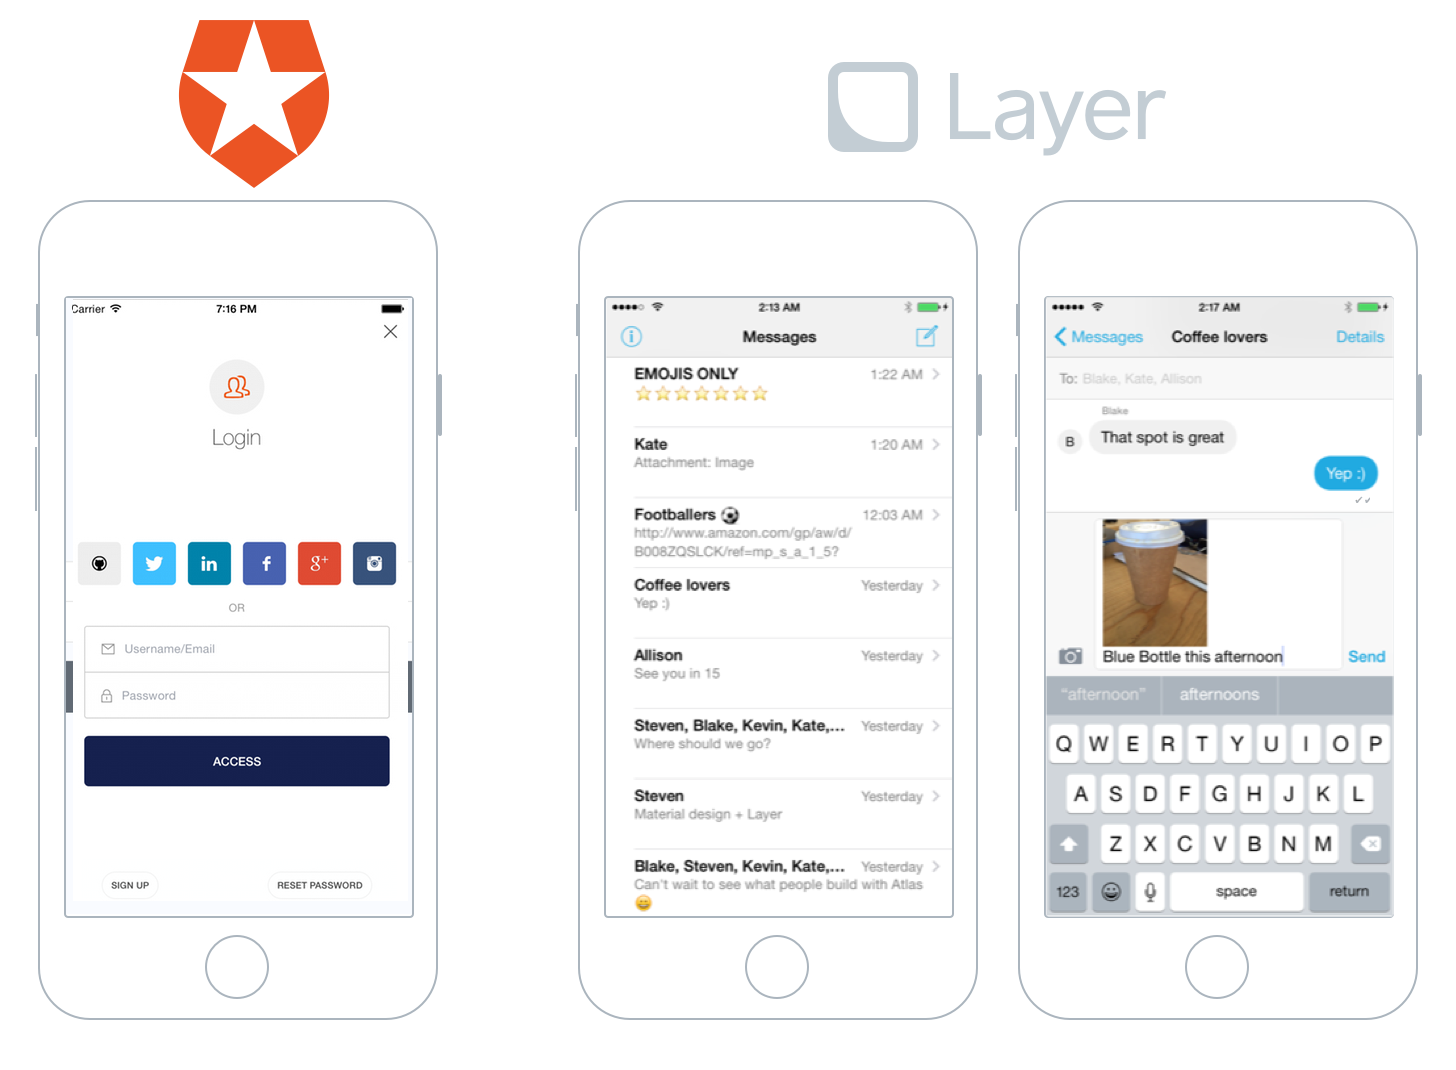 Layer
Carrier 7:16 PM
Login
in f g+
OR
Username/Email
Password
ACCESS
SIGN UP RESET PASSWORD
2:13 AM
Messages
EMOJIS ONLY 1:22 AM
Kate 1:20 AM
Attachment: Image
Footballers 12:03 AM
http://www.amazon.com/gp/aw/d/
B008ZQSLCK/ref=mp_s_a_1_5?
Coffee lovers Yesterday
Yep :)
Allison Yesterday
See you in 15
Steven, Blake, Kevin, Kate,... Yesterday
Where should we go?
Steven Yesterday
Material design + Layer
Blake, Steven, Kevin, Kate,... Yesterday
Can't wait to see what people build with Atlas
😄
2:17 AM
Messages Coffee lovers Details
To: Blake, Kate, Allison
Blake
B That spot is great
Yep :)
Blue Bottle this afternoon Send
“afternoon” afternoons
Q W E R T Y U I O P
A S D F G H J K L
Z X C V B N M
123 space return